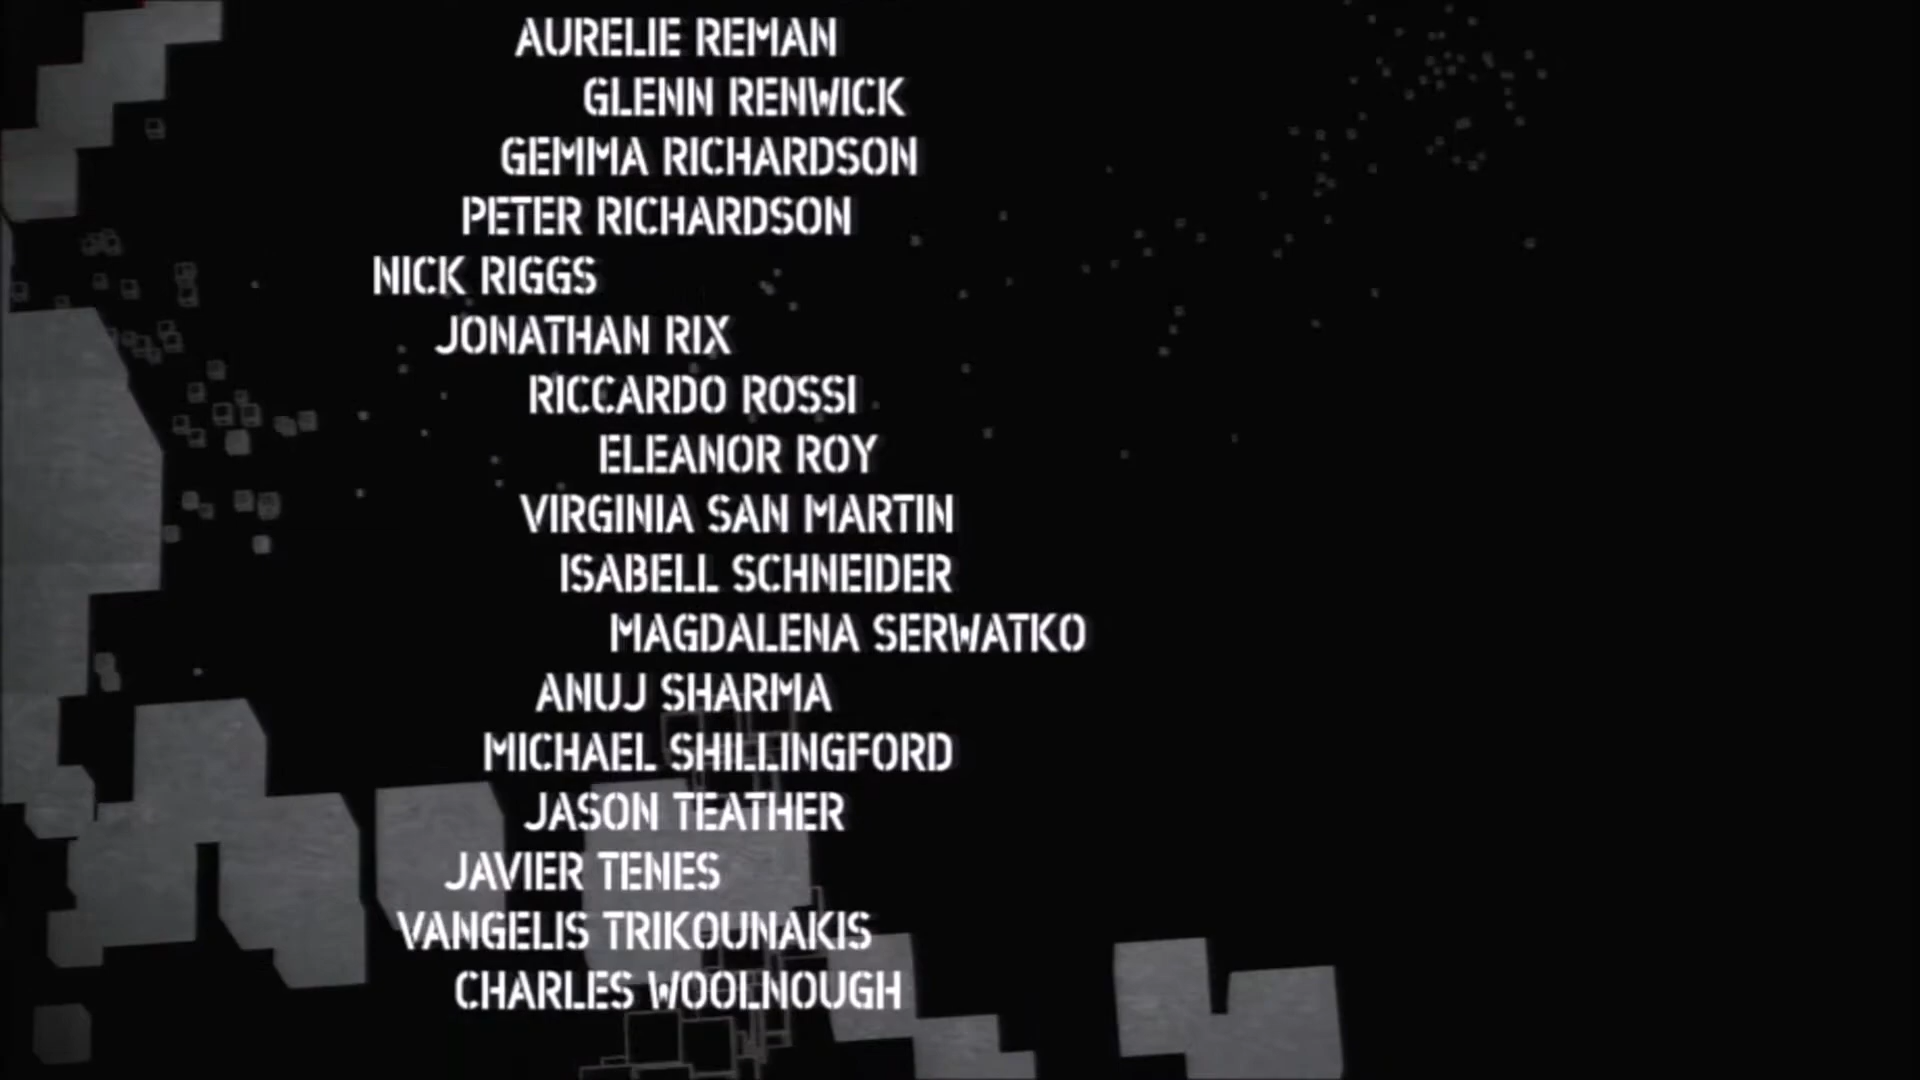 AURELIE REMAN
GLENN RENWICK
GEMMA RICHARDSON
PETER RICHARDSON
NICK RIGGS
JONATHAN RIX
RICCARDO ROSSI
ELEANOR ROY
VIRGINIA SAN MARTIN
ISABELL SCHNEIDER
MAGDALENA SERWATKO
ANUJ SHARMA
MICHAEL SHILLINGFORD
JASON TEATHER
JAVIER TENES
VANGELIS TRIKOUNAKIS
CHARLES WOOLNOUGH